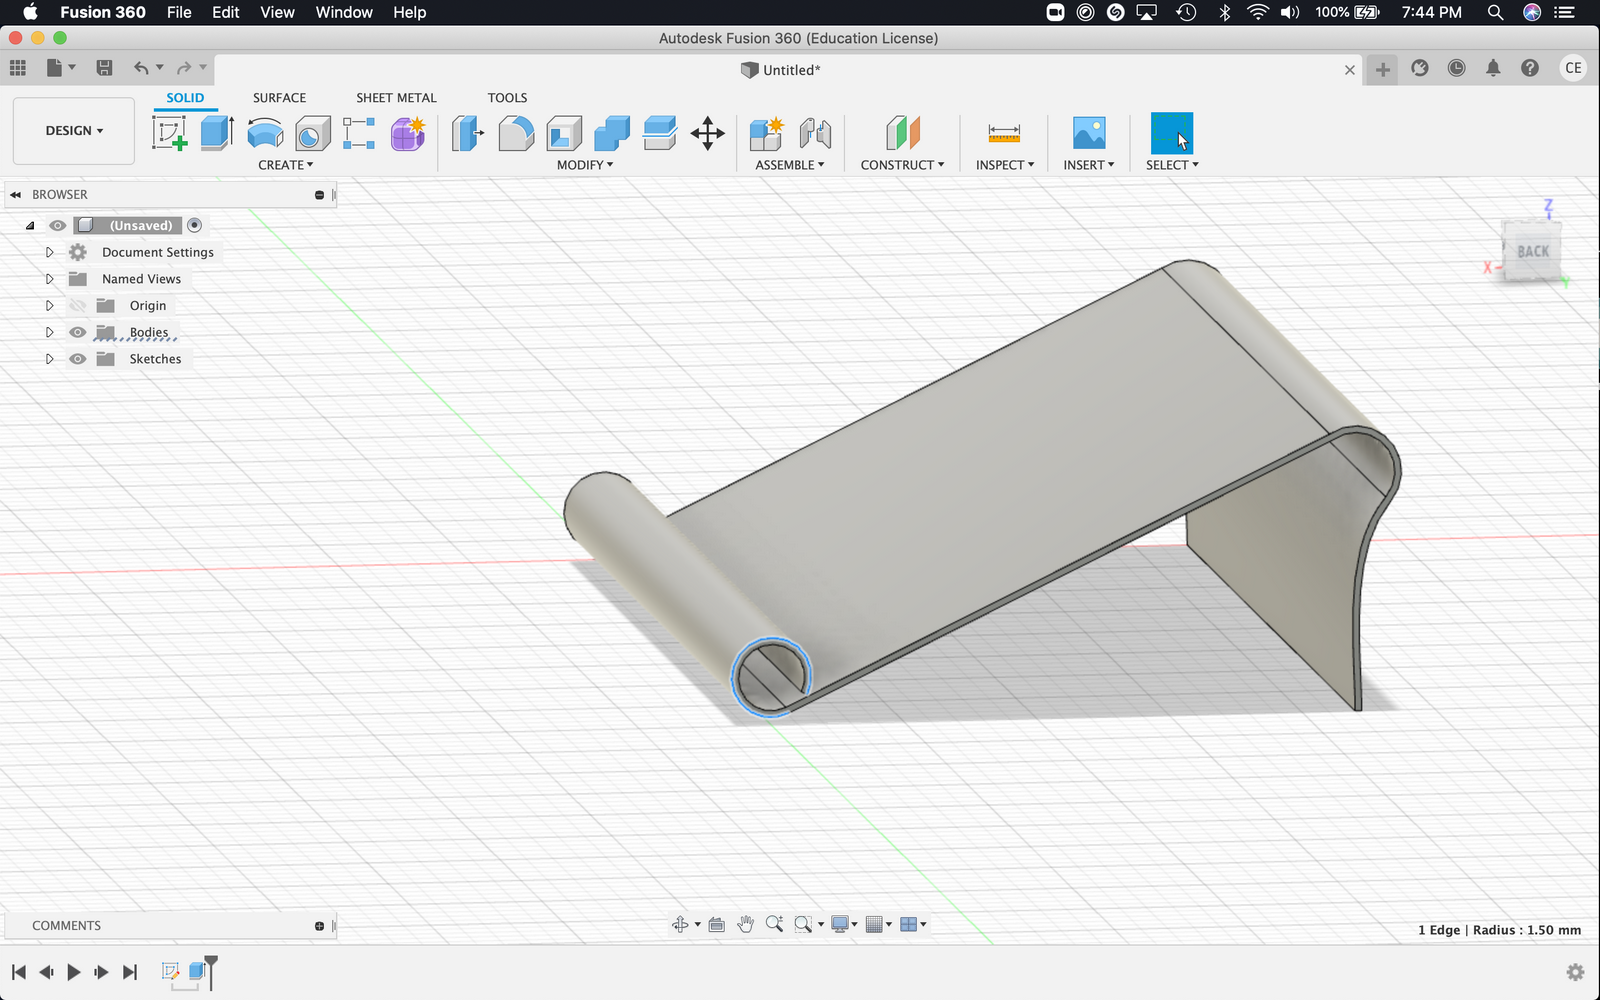 Fusion 360 File Edit View Window Help 100% 7:44 PM
Autodesk Fusion 360 (Education License)
Untitled* CE
SOLID SURFACE SHEET METAL TOOLS
DESIGN
CREATE MODIFY ASSEMBLE CONSTRUCT INSPECT INSERT SELECT
BROWSER
(Unsaved)
Document Settings
Named Views
Origin
Bodies
Sketches
Z
BACK
X
Y
COMMENTS
1 Edge | Radius : 1.50 mm